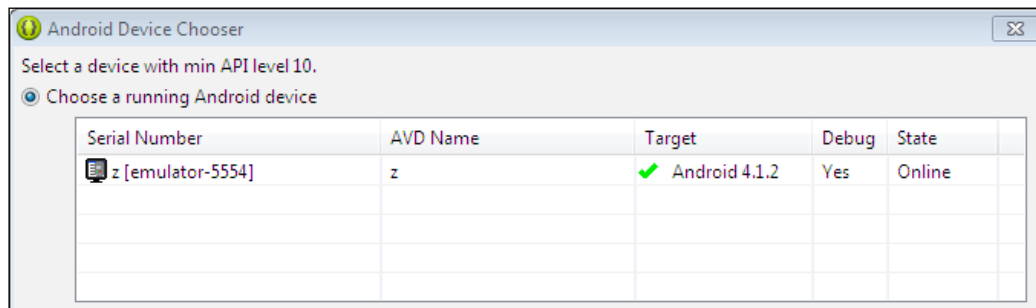 Android Device Chooser
Select a device with min API level 10.
Choose a running Android device
Serial Number AVD Name Target Debug State
z [emulator-5554] z Android 4.1.2 Yes Online